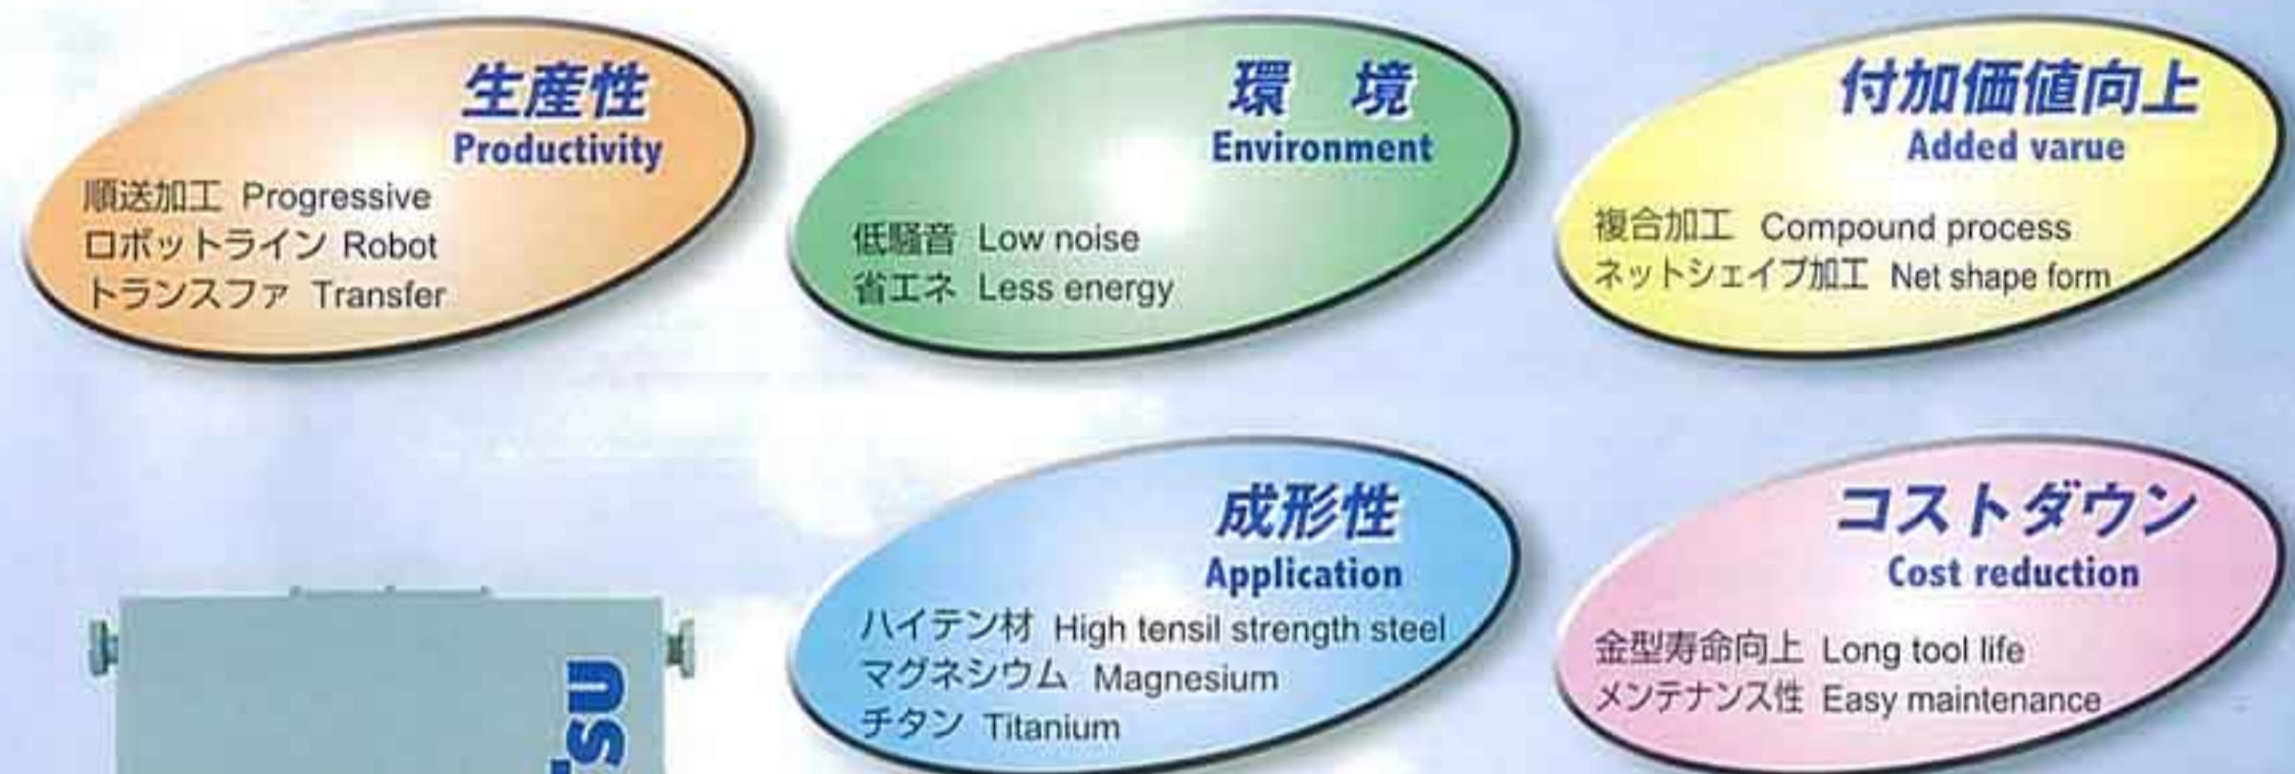 生産性
Productivity
順送加工 Progressive
ロボットライン Robot
トランスファ Transfer
環 境
Environment
低騒音 Low noise
省エネ Less energy
付加価値向上
Added varue
複合加工 Compound process
ネットシェイプ加工 Net shape form
成形性
Application
ハイテン材 High tensil strength steel
マグネシウム Magnesium
チタン Titanium
コストダウン
Cost reduction
金型寿命向上 Long tool life
メンテナンス性 Easy maintenance